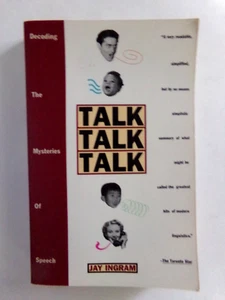 Decoding
The
Mysteries
Of
Speech
TALK
TALK
TALK
JAY INGRAM
"A very readable,
simplified,
but by no means
simplistic
summary of what
might be
called the greatest
hits of modern
linguistics."
-The Toronto Star